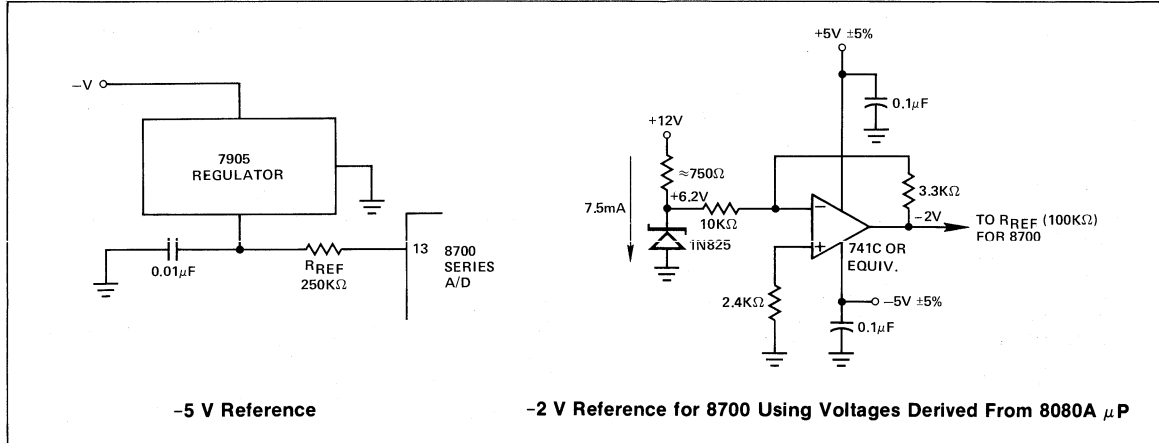 −V
7905
REGULATOR
0.01μF
RREF
250KΩ
13
8700
SERIES
A/D
−5 V Reference
+5V ±5%
0.1μF
+12V
≈750Ω
+6.2V
7.5mA
10KΩ
1N825
3.3KΩ
−
+
−2V
TO RREF (100KΩ)
FOR 8700
741C OR
EQUIV.
2.4KΩ
−5V ±5%
0.1μF
−2 V Reference for 8700 Using Voltages Derived From 8080A μP